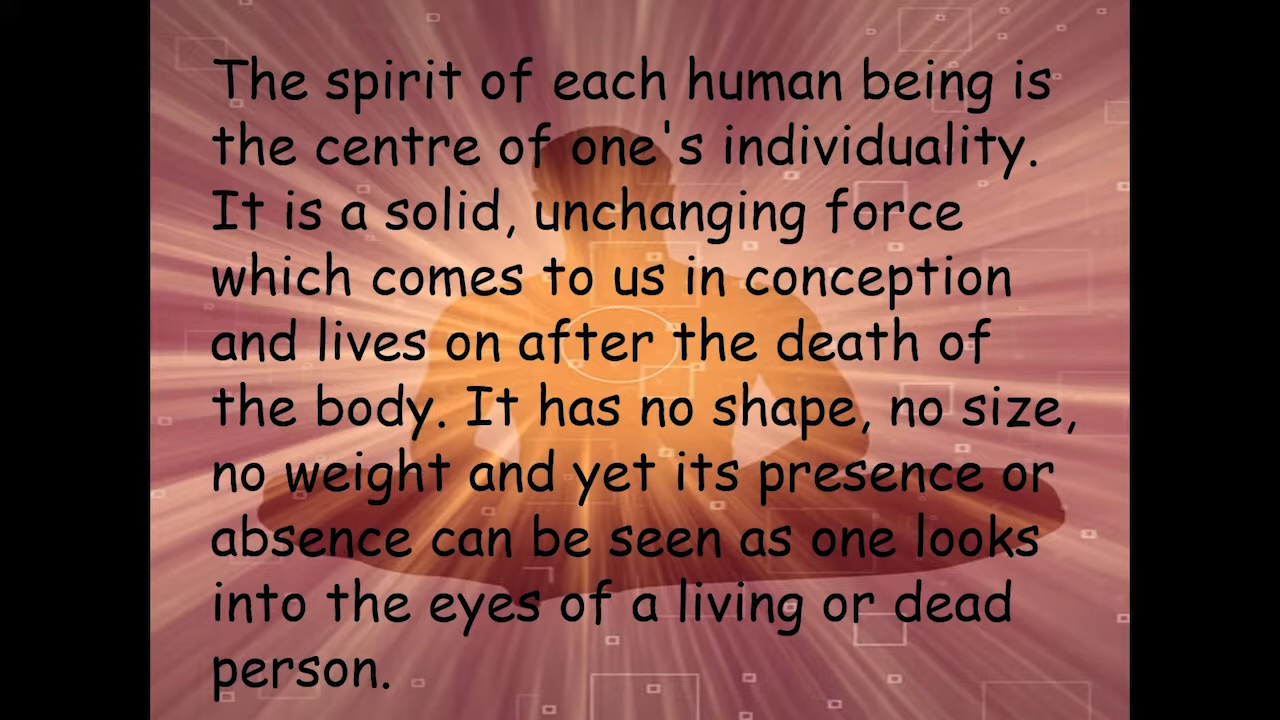 The spirit of each human being is
the centre of one's individuality.
It is a solid, unchanging force
which comes to us in conception
and lives on after the death of
the body. It has no shape, no size,
no weight and yet its presence or
absence can be seen as one looks
into the eyes of a living or dead
person.